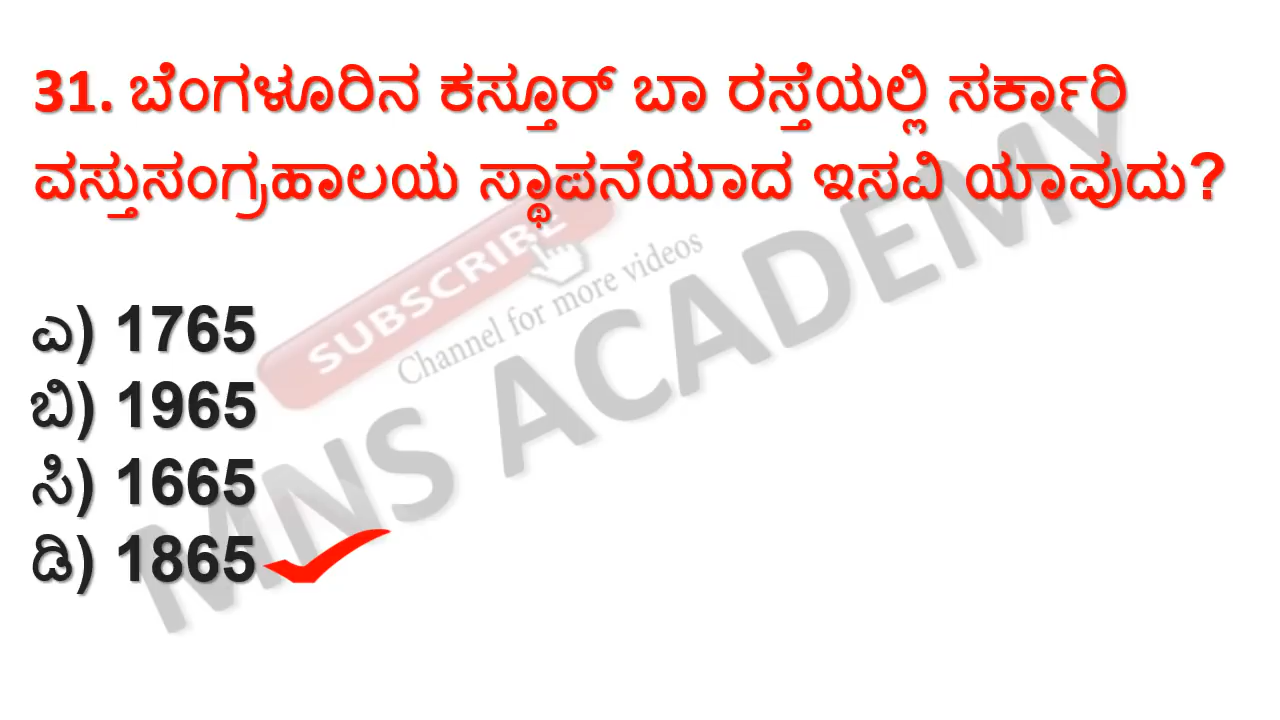 31. ಬೆಂಗಳೂರಿನ ಕಸ್ತೂರ್ ಬಾ ರಸ್ತೆಯಲ್ಲಿ ಸರ್ಕಾರಿ
ವಸ್ತುಸಂಗ್ರಹಾಲಯ ಸ್ಥಾಪನೆಯಾದ ಇಸವಿ ಯಾವುದು?
SUBSCRIBE
Channel for more videos
MNS ACADEMY
ಎ) 1765
ಬಿ) 1965
ಸಿ) 1665
ಡಿ) 1865